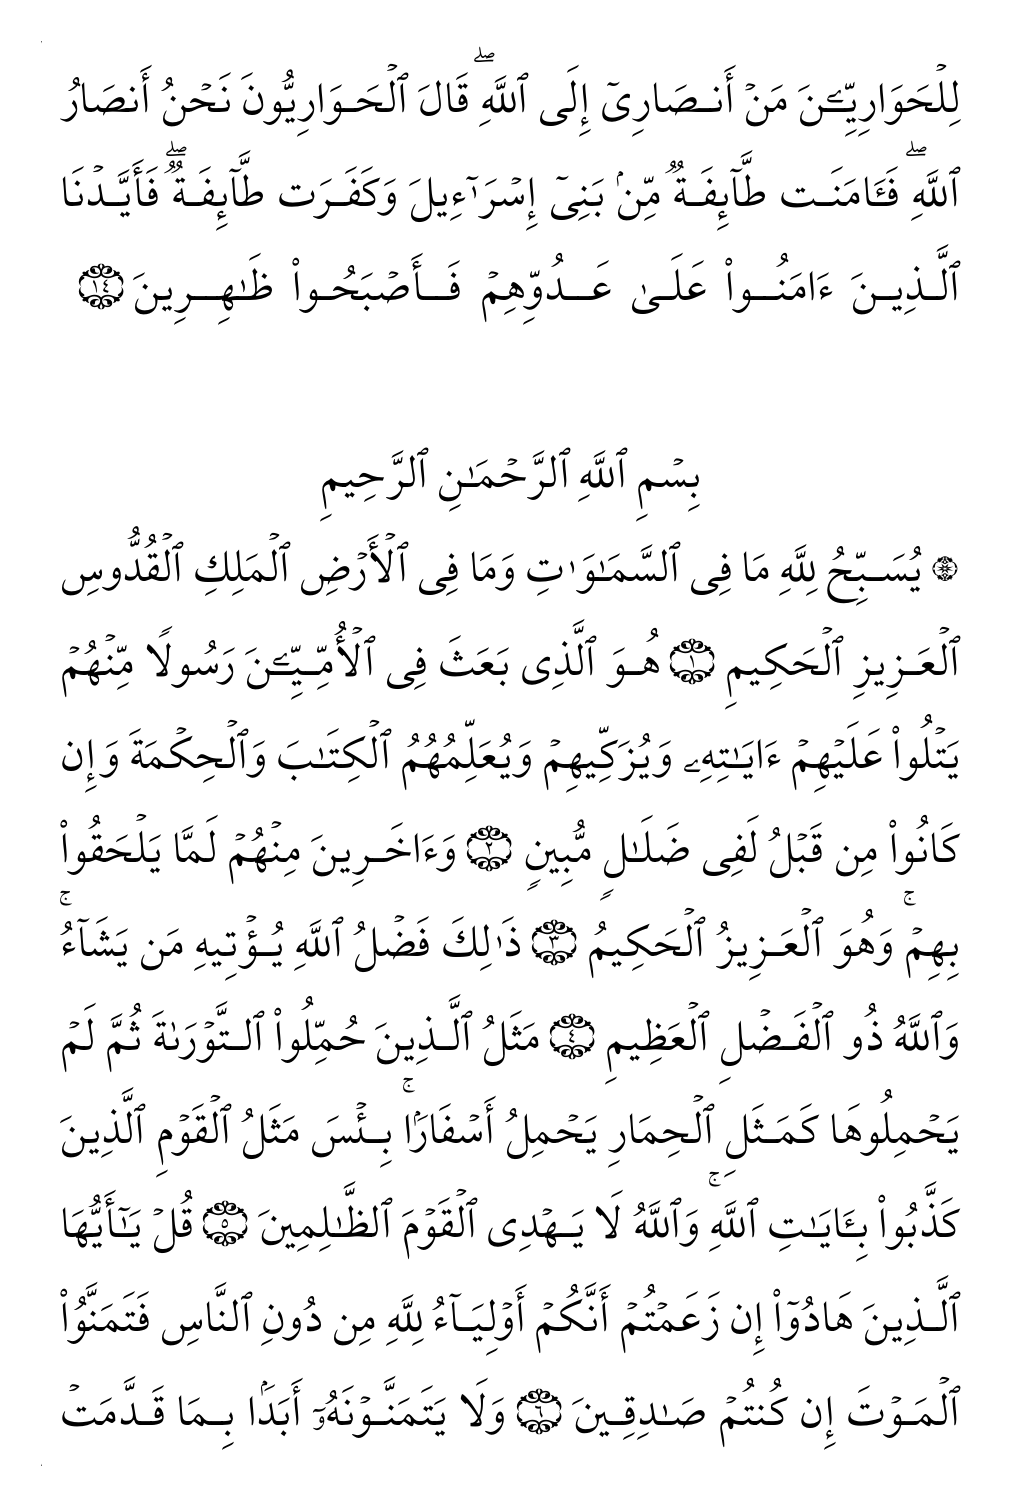 لِلْحَوَارِيِّـۧنَ مَنْ أَنصَارِىٓ إِلَى ٱللَّهِ ۖ قَالَ ٱلْحَوَارِيُّونَ نَحْنُ أَنصَارُ
ٱللَّهِ ۖ فَـَٔامَنَت طَّآئِفَةٌ مِّنۢ بَنِىٓ إِسْرَٰٓءِيلَ وَكَفَرَت طَّآئِفَةٌ ۖ فَأَيَّدْنَا
ٱلَّذِينَ ءَامَنُوا۟ عَلَىٰ عَدُوِّهِمْ فَأَصْبَحُوا۟ ظَـٰهِرِينَ ١٤
بِسْمِ ٱللَّهِ ٱلرَّحْمَـٰنِ ٱلرَّحِيمِ
۞ يُسَبِّحُ لِلَّهِ مَا فِى ٱلسَّمَـٰوَٰتِ وَمَا فِى ٱلْأَرْضِ ٱلْمَلِكِ ٱلْقُدُّوسِ
ٱلْعَزِيزِ ٱلْحَكِيمِ ١ هُوَ ٱلَّذِى بَعَثَ فِى ٱلْأُمِّيِّـۧنَ رَسُولًا مِّنْهُمْ
يَتْلُوا۟ عَلَيْهِمْ ءَايَـٰتِهِۦ وَيُزَكِّيهِمْ وَيُعَلِّمُهُمُ ٱلْكِتَـٰبَ وَٱلْحِكْمَةَ وَإِن
كَانُوا۟ مِن قَبْلُ لَفِى ضَلَـٰلٍ مُّبِينٍ ٢ وَءَاخَرِينَ مِنْهُمْ لَمَّا يَلْحَقُوا۟
بِهِمْ ۚ وَهُوَ ٱلْعَزِيزُ ٱلْحَكِيمُ ٣ ذَٰلِكَ فَضْلُ ٱللَّهِ يُؤْتِيهِ مَن يَشَآءُ ۚ
وَٱللَّهُ ذُو ٱلْفَضْلِ ٱلْعَظِيمِ ٤ مَثَلُ ٱلَّذِينَ حُمِّلُوا۟ ٱلتَّوْرَىٰةَ ثُمَّ لَمْ
يَحْمِلُوهَا كَمَثَلِ ٱلْحِمَارِ يَحْمِلُ أَسْفَارًۢا ۚ بِئْسَ مَثَلُ ٱلْقَوْمِ ٱلَّذِينَ
كَذَّبُوا۟ بِـَٔايَـٰتِ ٱللَّهِ ۚ وَٱللَّهُ لَا يَهْدِى ٱلْقَوْمَ ٱلظَّـٰلِمِينَ ٥ قُلْ يَـٰٓأَيُّهَا
ٱلَّذِينَ هَادُوٓا۟ إِن زَعَمْتُمْ أَنَّكُمْ أَوْلِيَآءُ لِلَّهِ مِن دُونِ ٱلنَّاسِ فَتَمَنَّوُا۟
ٱلْمَوْتَ إِن كُنتُمْ صَـٰدِقِينَ ٦ وَلَا يَتَمَنَّوْنَهُۥٓ أَبَدًۢا بِمَا قَدَّمَتْ